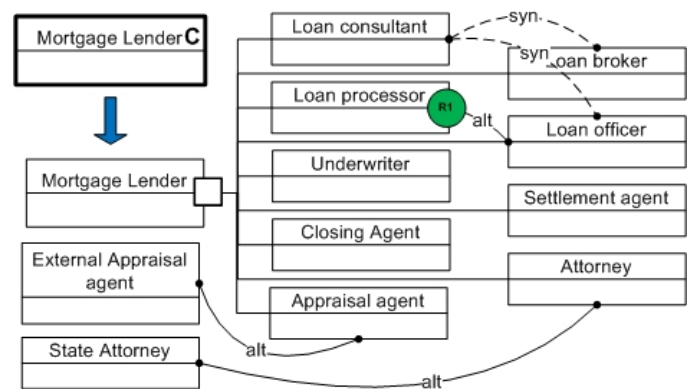 Mortgage Lender C
Loan consultant
syn
syn
oan broker
Loan processor
R1
alt
Loan officer
Mortgage Lender
Underwriter
Settlement agent
Closing Agent
External Appraisal
agent
Attorney
Appraisal agent
State Attorney
alt
alt